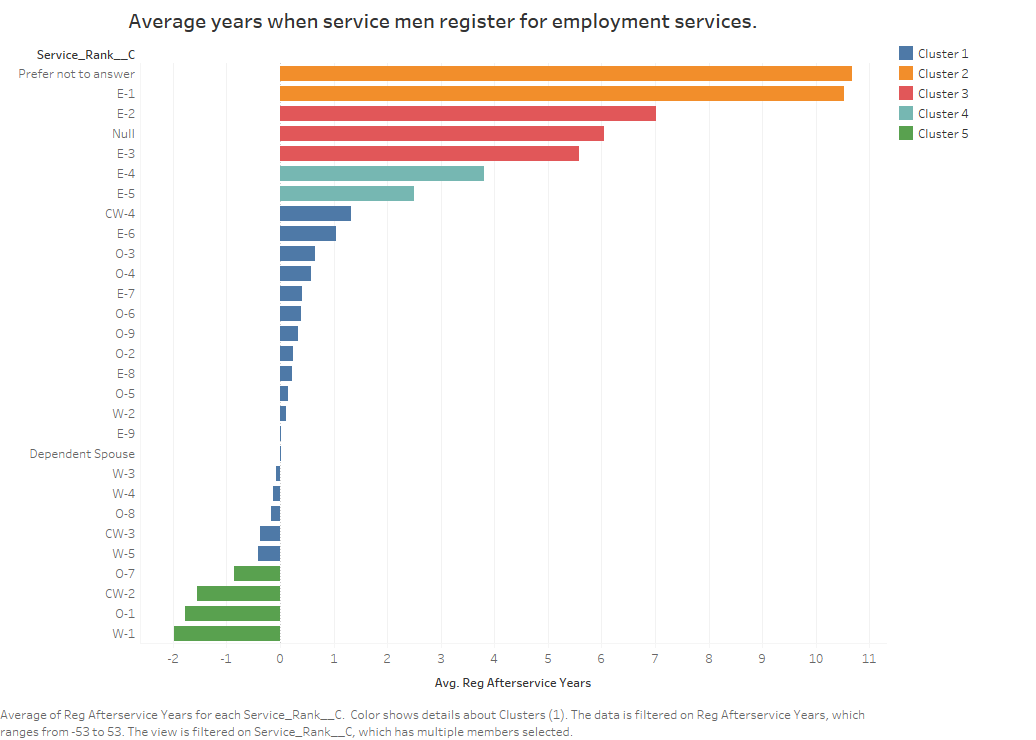 Average years when service men register for employment services.
Service_Rank__C
Prefer not to answer
E-1
E-2
Null
E-3
E-4
E-5
CW-4
E-6
O-3
O-4
E-7
O-6
O-9
O-2
E-8
O-5
W-2
E-9
Dependent Spouse
W-3
W-4
O-8
CW-3
W-5
O-7
CW-2
O-1
W-1
-2 -1 0 1 2 3 4 5 6 7 8 9 10 11
Avg. Reg Afterservice Years
Cluster 1
Cluster 2
Cluster 3
Cluster 4
Cluster 5
Average of Reg Afterservice Years for each Service_Rank__C. Color shows details about Clusters (1). The data is filtered on Reg Afterservice Years, which
ranges from -53 to 53. The view is filtered on Service_Rank__C, which has multiple members selected.